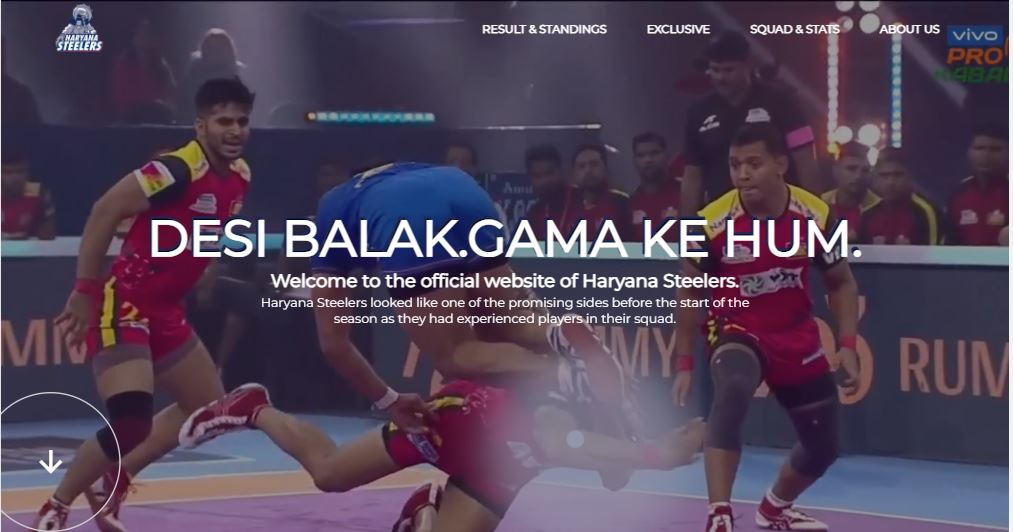 HARYANA
STEELERS
RESULT & STANDINGS
EXCLUSIVE
SQUAD & STATS
ABOUT US
vivo
PRO
KABA
DESI BALAK.GAMA KE HUM.
Welcome to the official website of Haryana Steelers.
Haryana Steelers looked like one of the promising sides before the start of the
season as they had experienced players in their squad.
RUM